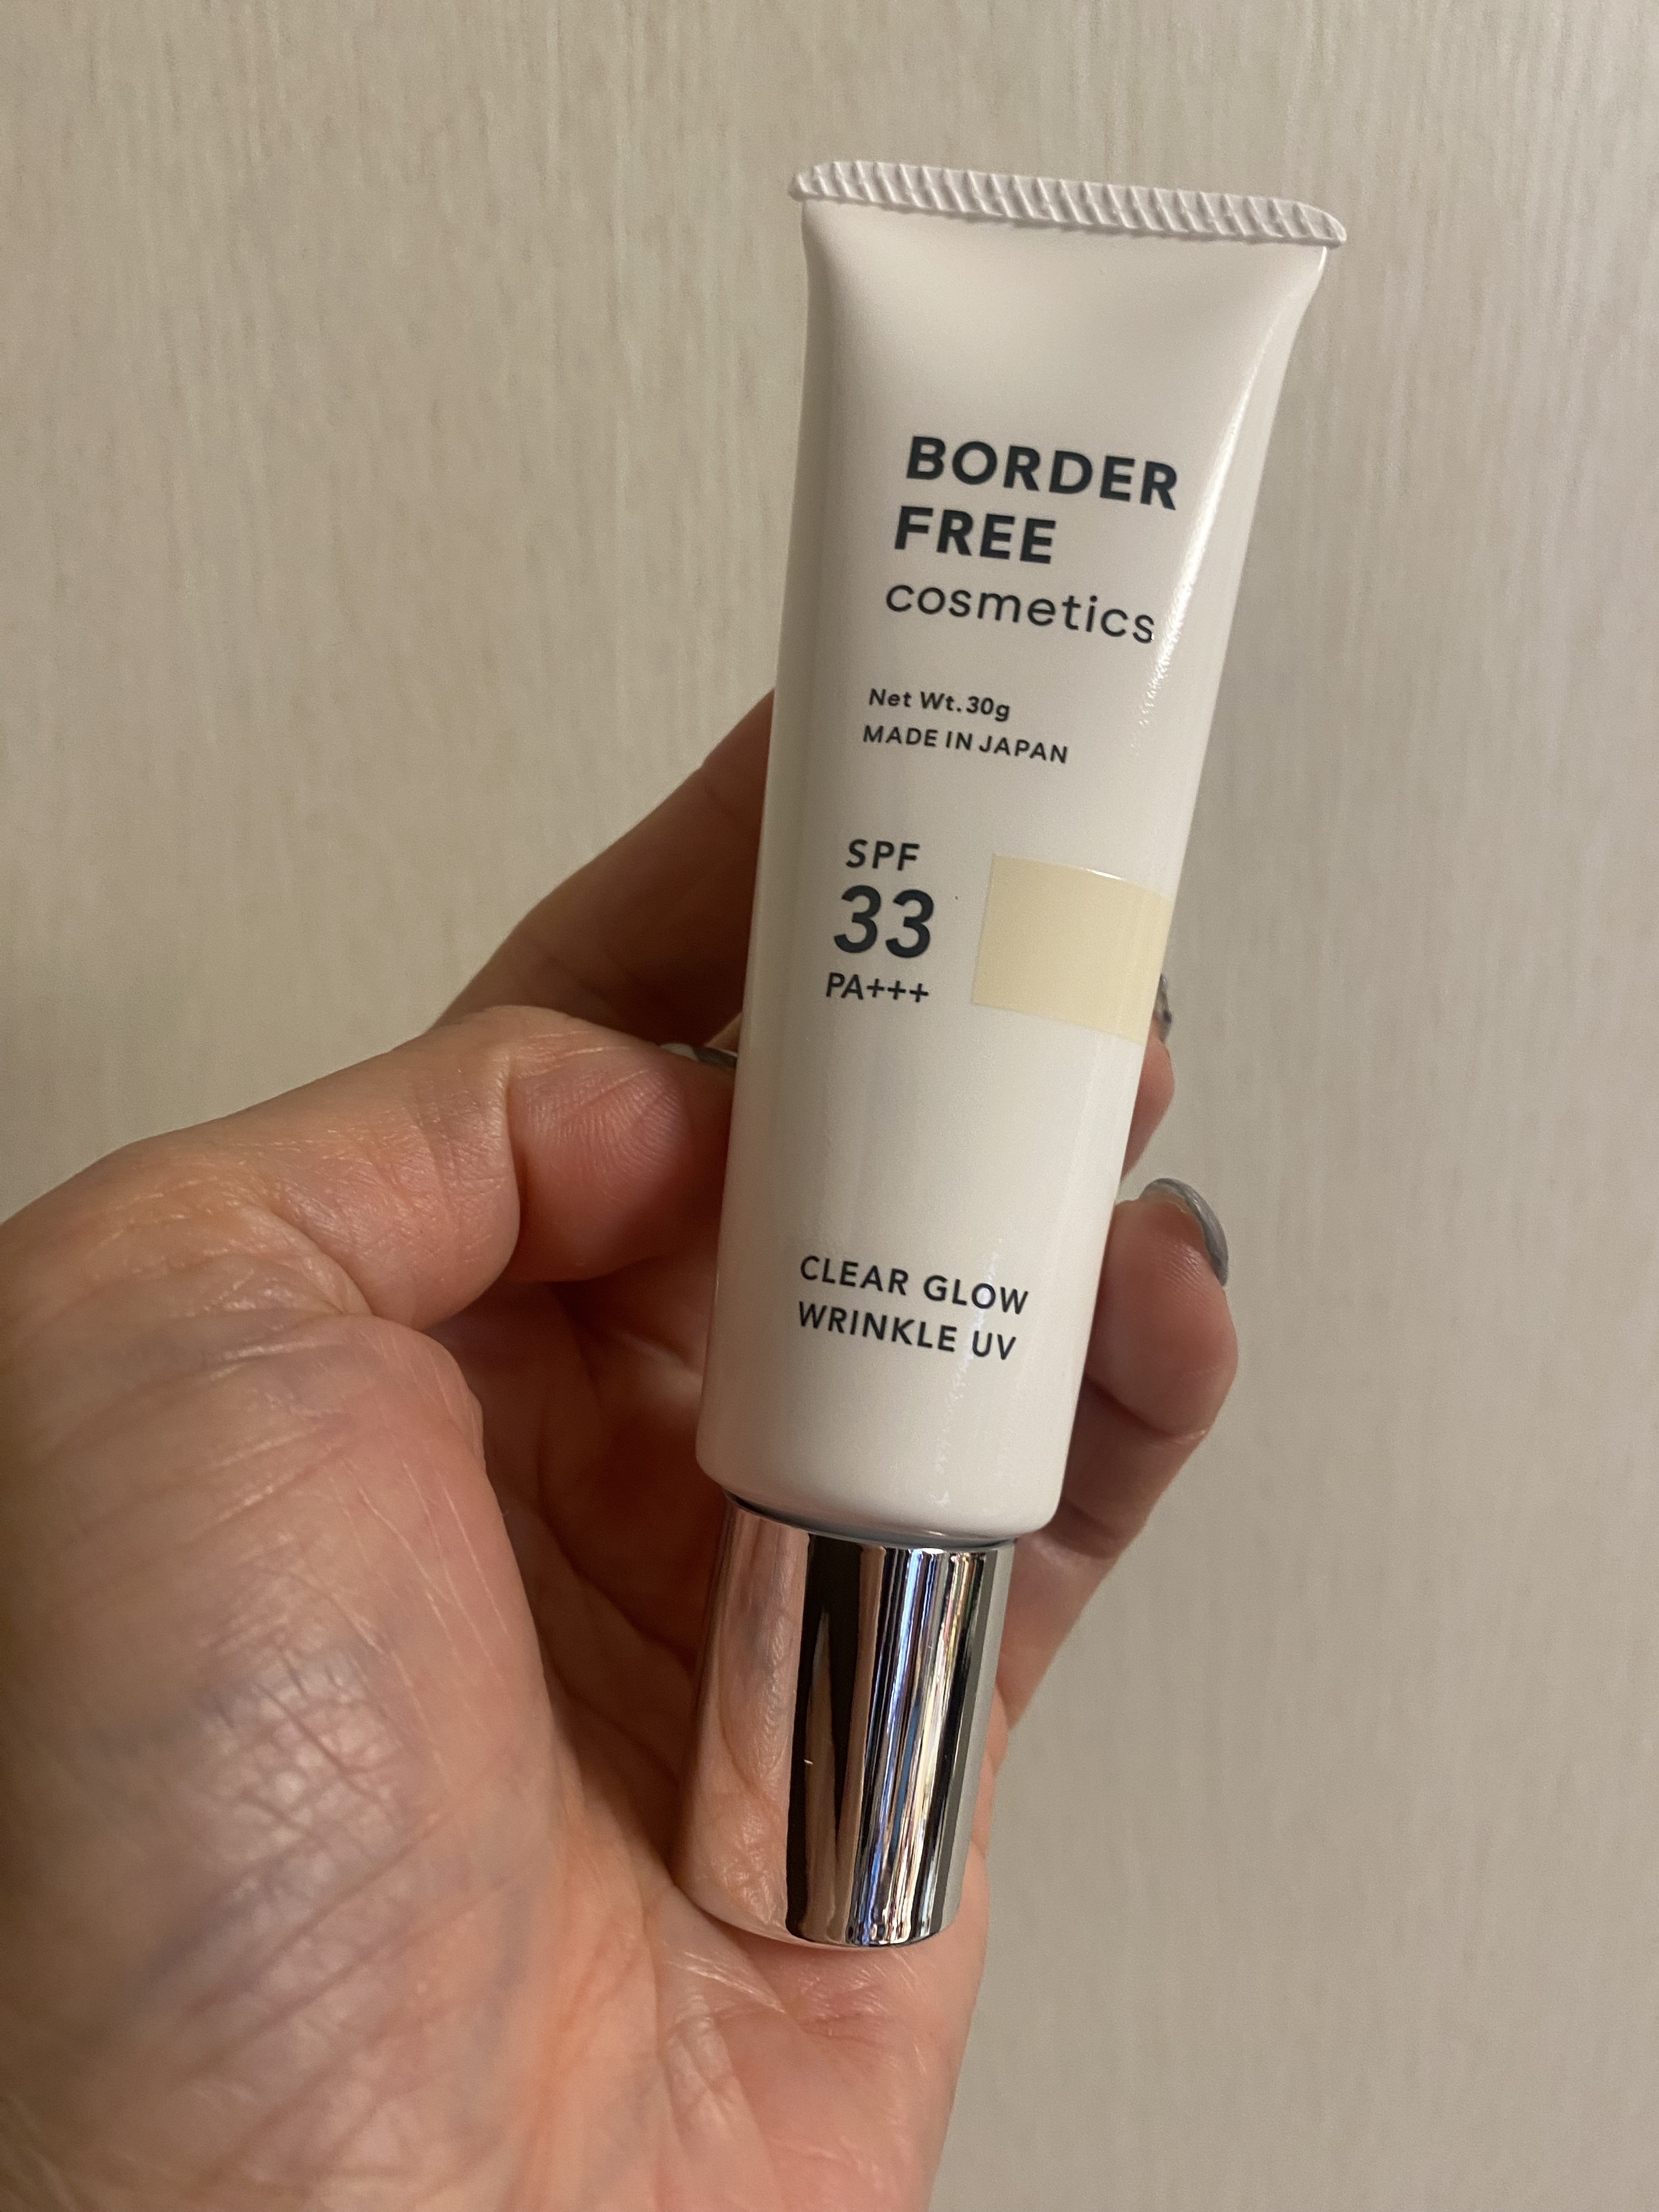 BORDER
FREE
cosmetics
Net Wt.30g
MADE IN JAPAN
SPF
33
PA+++
CLEAR GLOW
WRINKLE UV